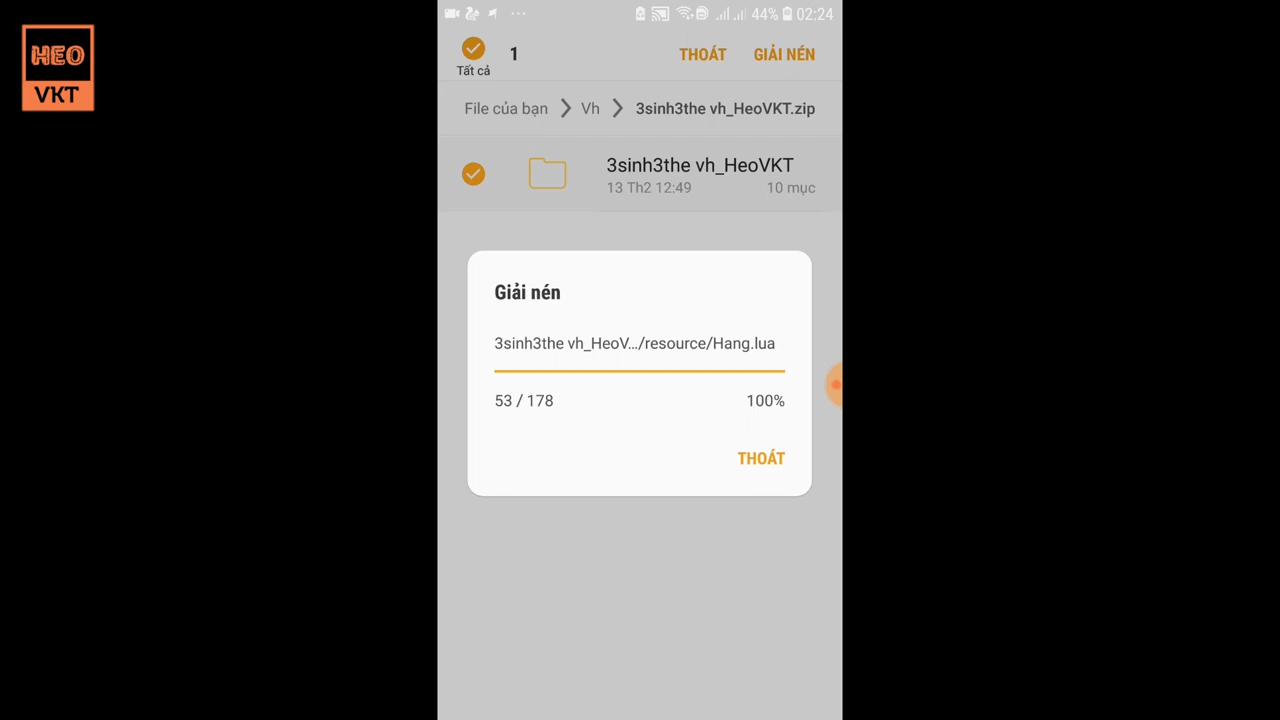 HEO
VKT
44% 02:24
Tất cả
1
THOÁT
GIẢI NÉN
File của bạn
Vh
3sinh3the vh_HeoVKT.zip
3sinh3the vh_HeoVKT
13 Th2 12:49
10 mục
Giải nén
3sinh3the vh_HeoV.../resource/Hang.lua
53 / 178
100%
THOÁT